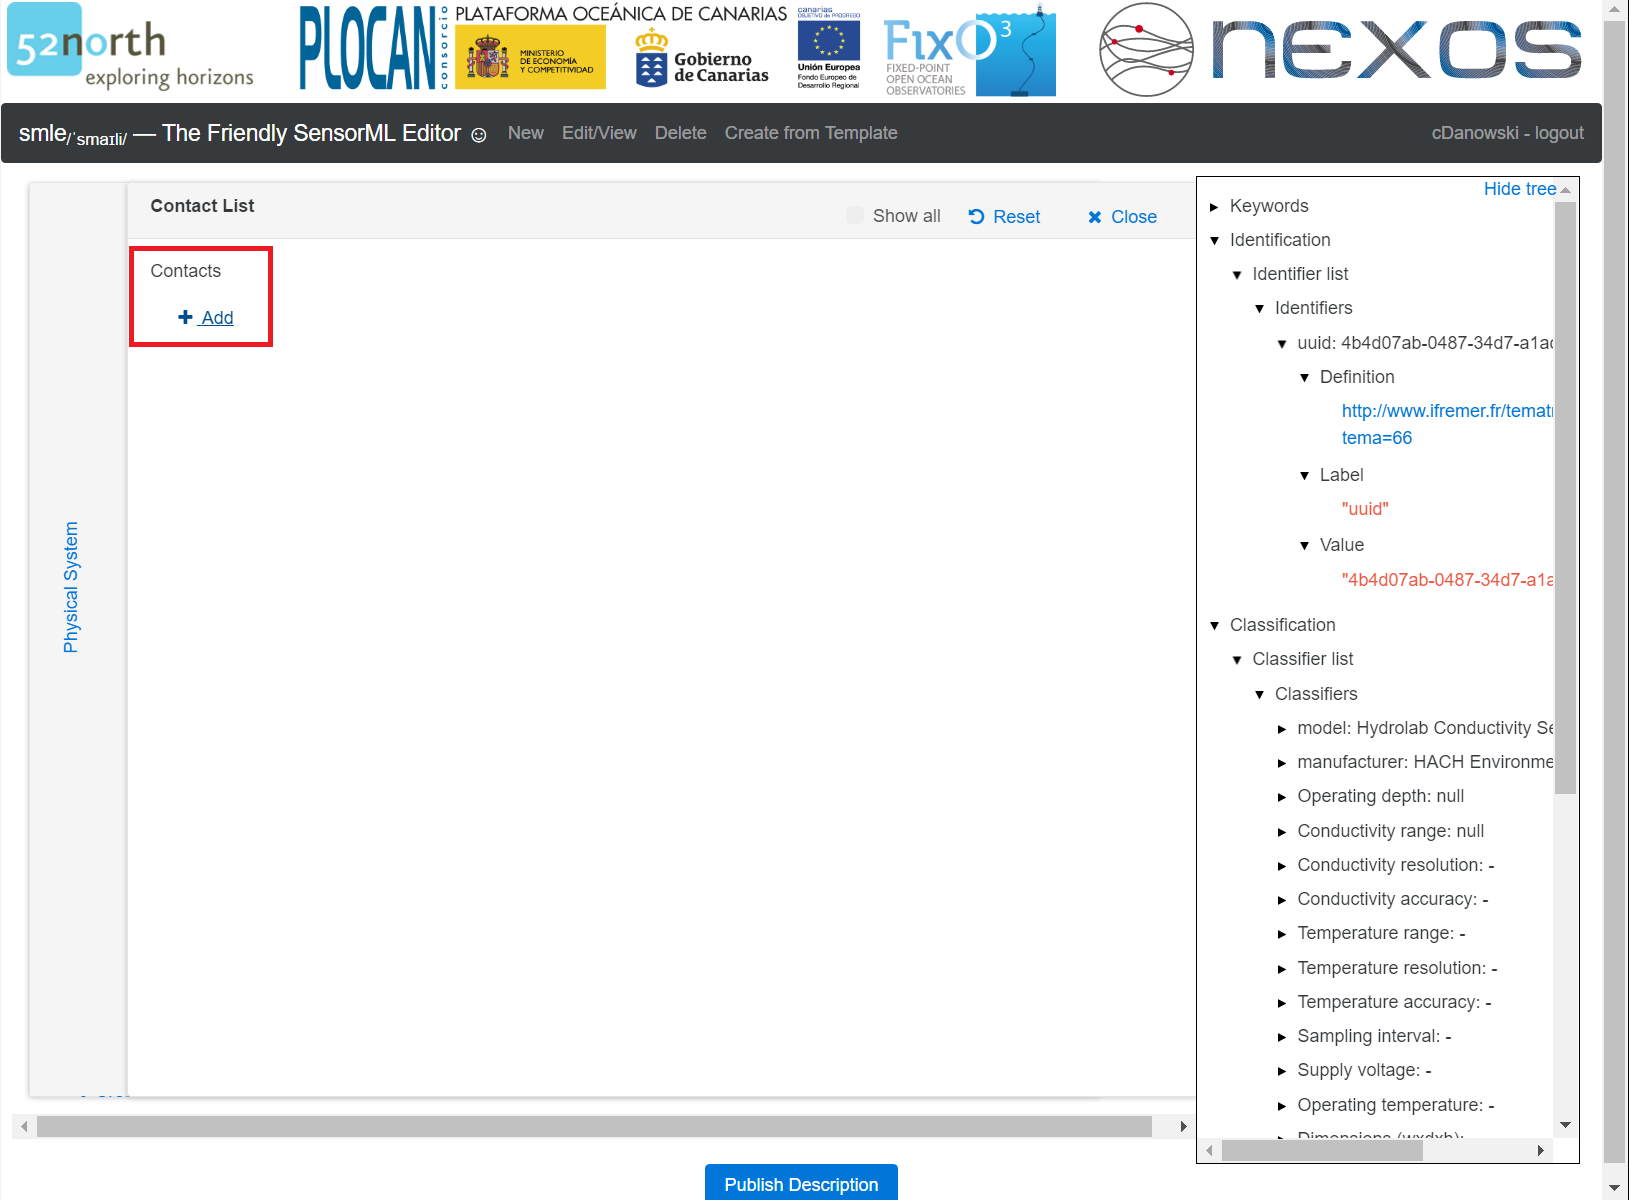 52north
exploring horizons
PLOCAN
consorcio
PLATAFORMA OCEÁNICA DE CANARIAS
MINISTERIO
DE ECONOMÍA
Y COMPETITIVIDAD
Gobierno
de Canarias
canarias
OBJETIVO DE PROGRESO
Unión Europea
Fondo Europeo de
Desarrollo Regional
FixO3
FIXED-POINT
OPEN OCEAN
OBSERVATORIES
nexos
smle/ˈsmaɪli/ — The Friendly SensorML Editor ☺ New Edit/View Delete Create from Template cDanowski - logout
Physical System
Contact List
Show all Reset Close
Contacts
Add
Hide tree
Keywords
Identification
Identifier list
Identifiers
uuid: 4b4d07ab-0487-34d7-a1a
Definition
http://www.ifremer.fr/temat
tema=66
Label
"uuid"
Value
"4b4d07ab-0487-34d7-a1a
Classification
Classifier list
Classifiers
model: Hydrolab Conductivity Se
manufacturer: HACH Environme
Operating depth: null
Conductivity range: null
Conductivity resolution: -
Conductivity accuracy: -
Temperature range: -
Temperature resolution: -
Temperature accuracy: -
Sampling interval: -
Supply voltage: -
Operating temperature: -
Dimensions (wxdxh):
Publish Description